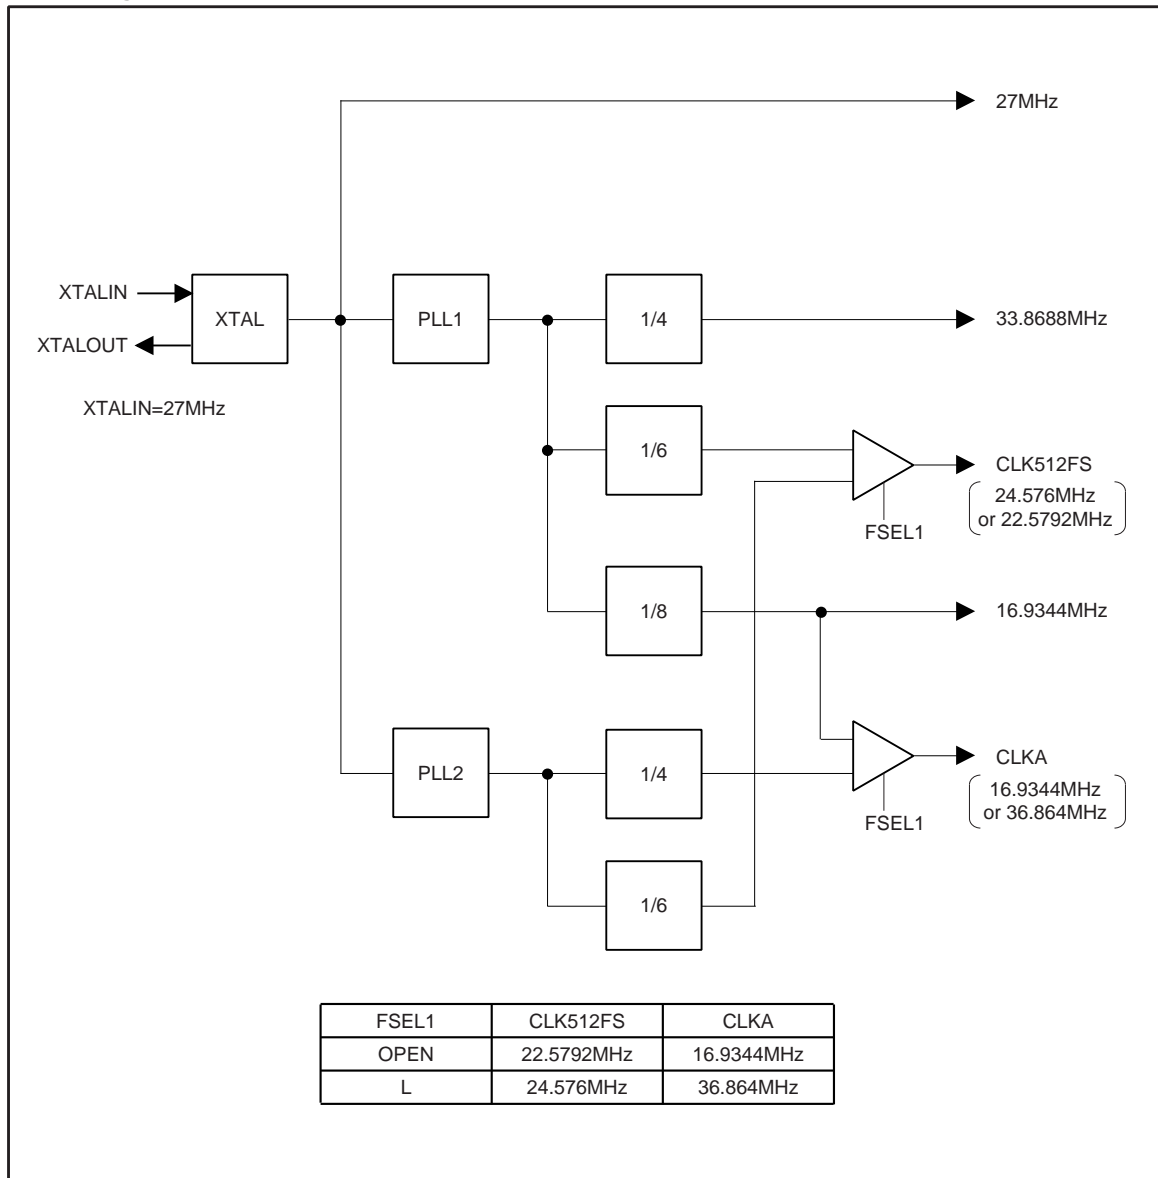 27MHz
XTALIN
XTAL
PLL1
1/4
33.8688MHz
XTALOUT
XTALIN=27MHz
1/6
CLK512FS
24.576MHz
or 22.5792MHz
FSEL1
1/8
16.9344MHz
PLL2
1/4
CLKA
16.9344MHz
or 36.864MHz
FSEL1
1/6
FSEL1 CLK512FS CLKA
OPEN 22.5792MHz 16.9344MHz
L 24.576MHz 36.864MHz